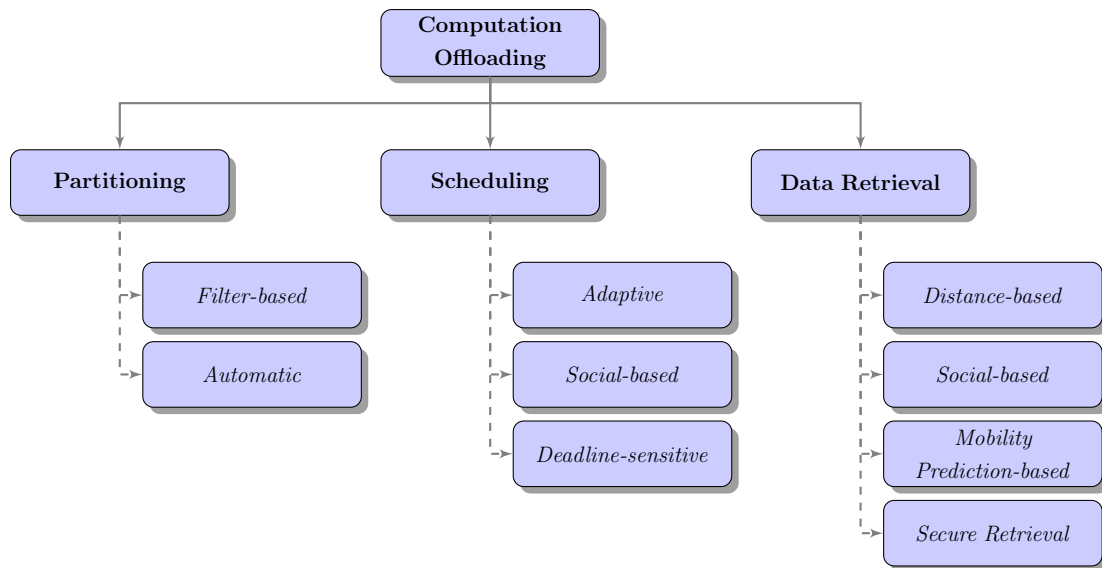 Computation
Offloading
Partitioning
Scheduling
Data Retrieval
Filter-based
Automatic
Adaptive
Social-based
Deadline-sensitive
Distance-based
Social-based
Mobility
Prediction-based
Secure Retrieval